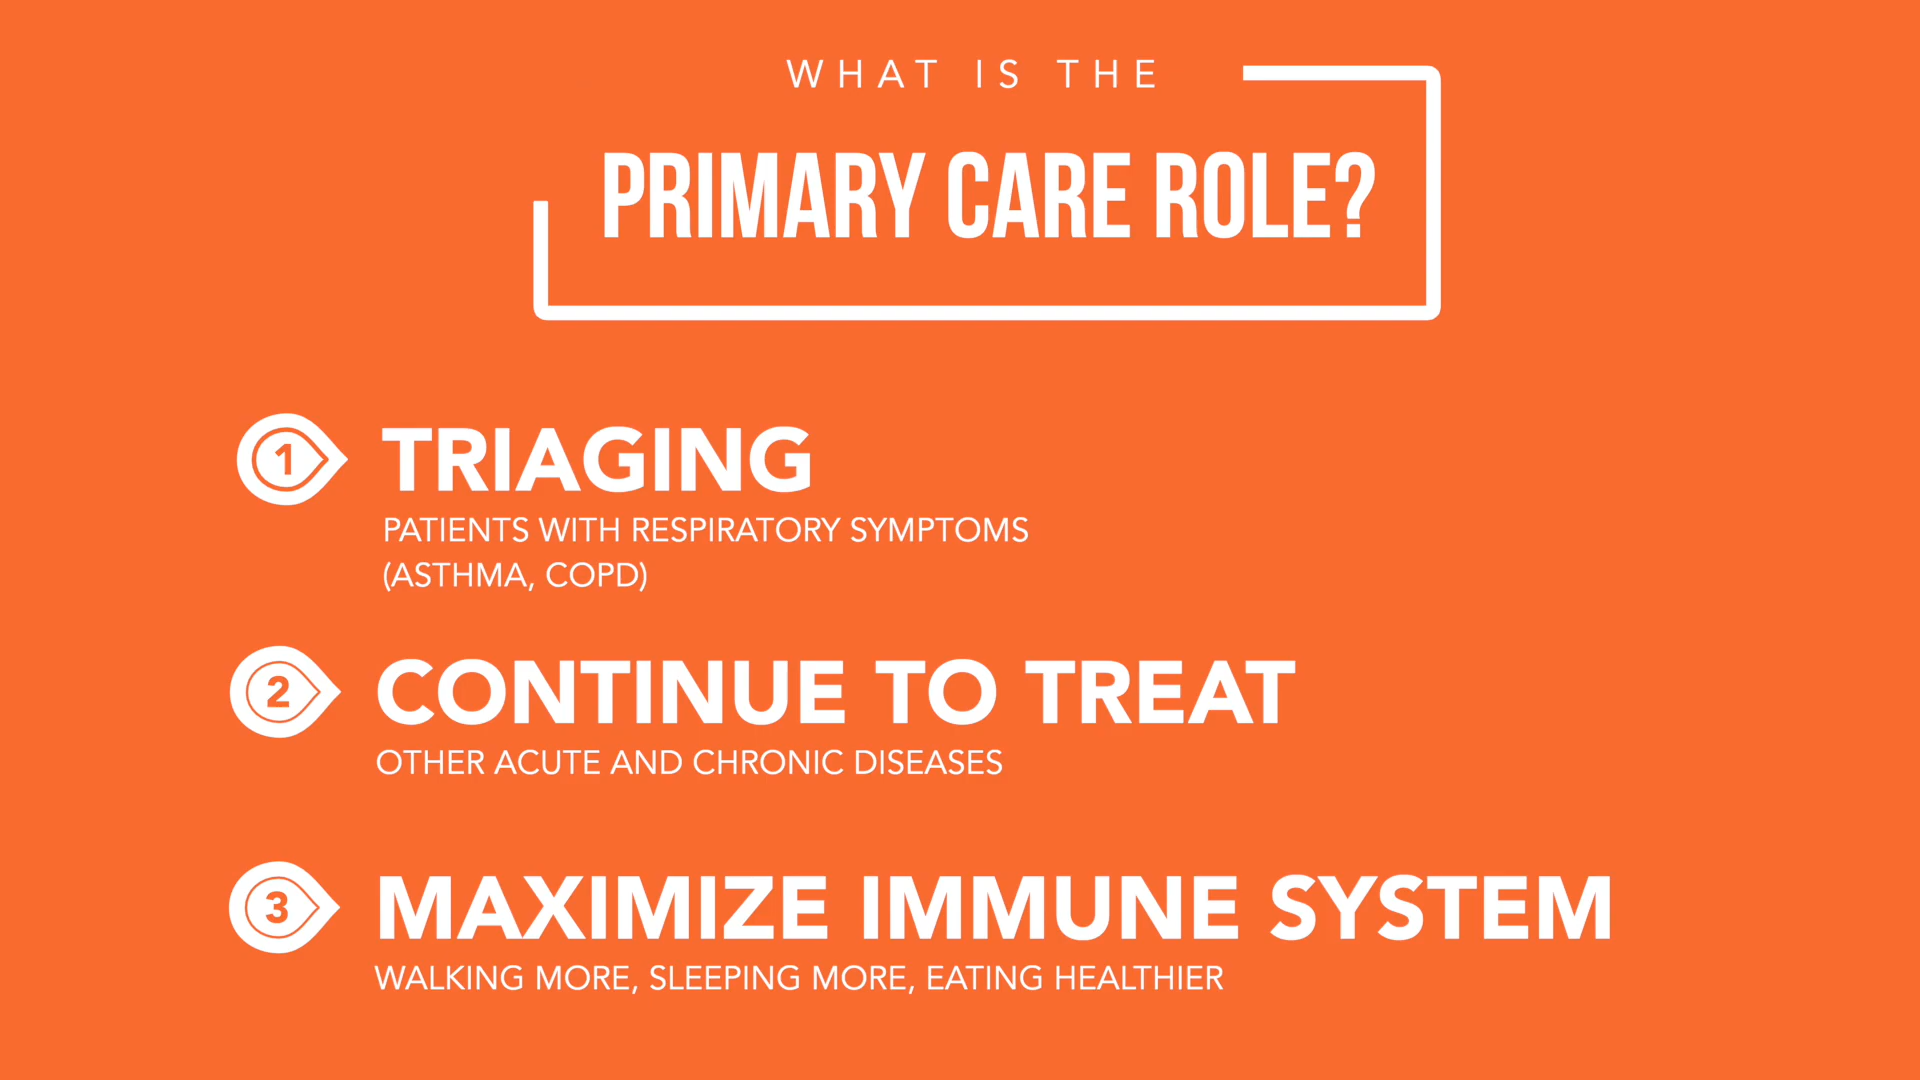 WHAT IS THE
PRIMARY CARE ROLE?
1
TRIAGING
PATIENTS WITH RESPIRATORY SYMPTOMS
(ASTHMA, COPD)
2
CONTINUE TO TREAT
OTHER ACUTE AND CHRONIC DISEASES
3
MAXIMIZE IMMUNE SYSTEM
WALKING MORE, SLEEPING MORE, EATING HEALTHIER